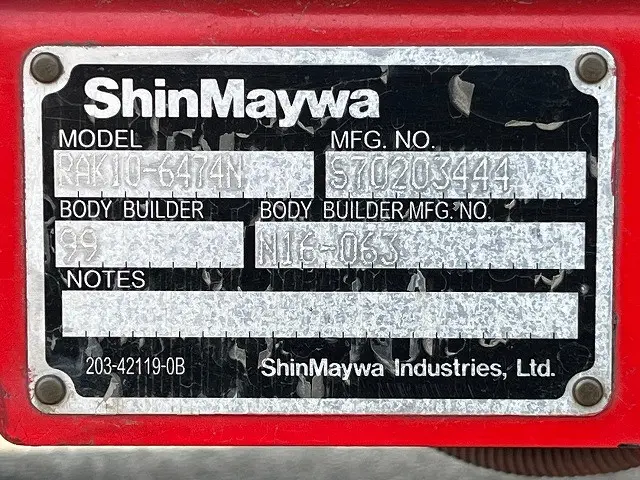 ShinMaywa
MODEL MFG. NO.
RAK10-6474N S70203444
BODY BUILDER BODY BUILDER MFG. NO.
99 N16-063
NOTES
203-42119-0B ShinMaywa Industries, Ltd.